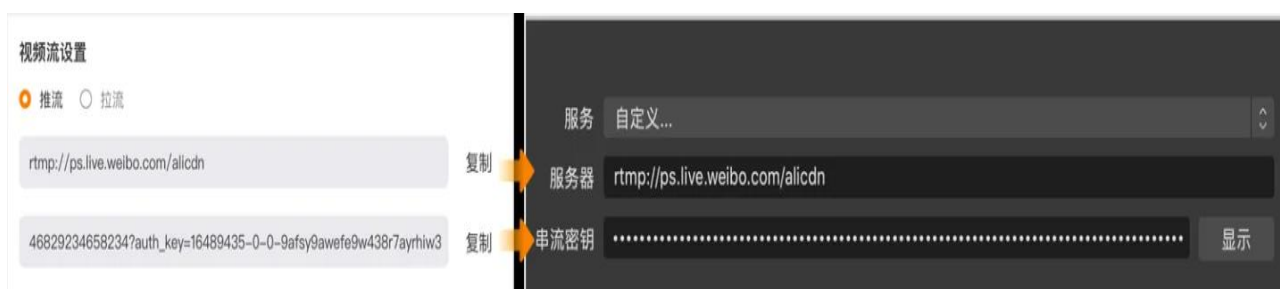 视频流设置
推流 拉流
rtmp://ps.live.weibo.com/alicdn 复制
46829234658234?auth_key=16489435-0-0-9afsy9awefe9w438r7ayrhiw3 复制
服务 自定义...
服务器 rtmp://ps.live.weibo.com/alicdn
串流密钥 显示